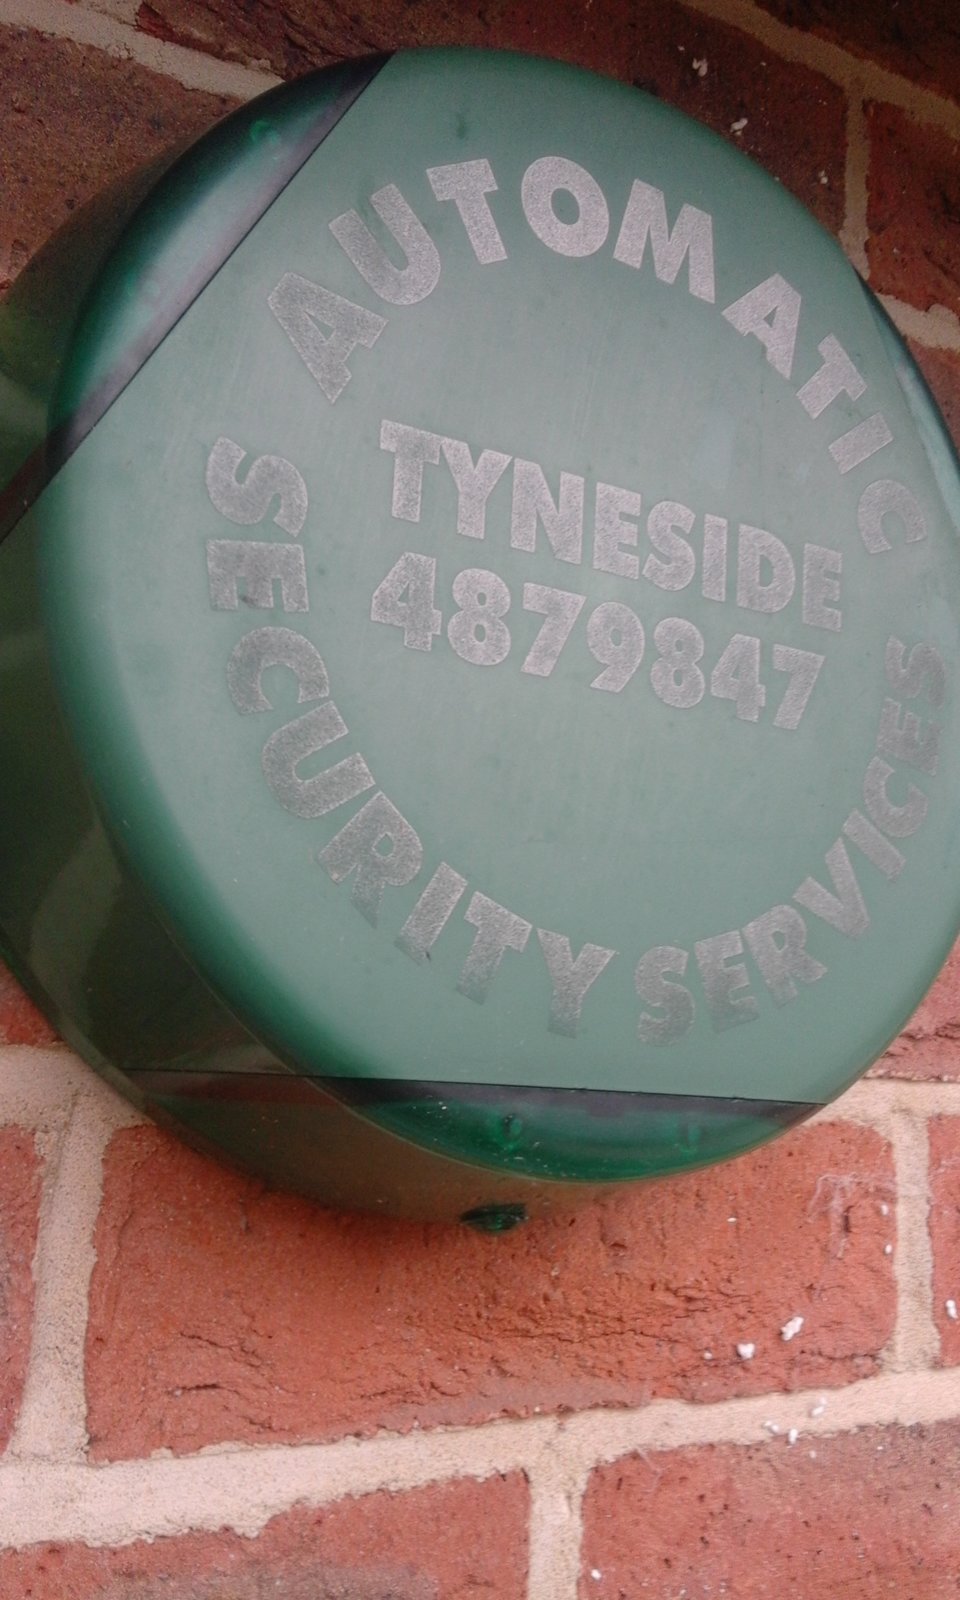 AUTOMATIC
TYNESIDE
4879847
SECURITY SERVICES